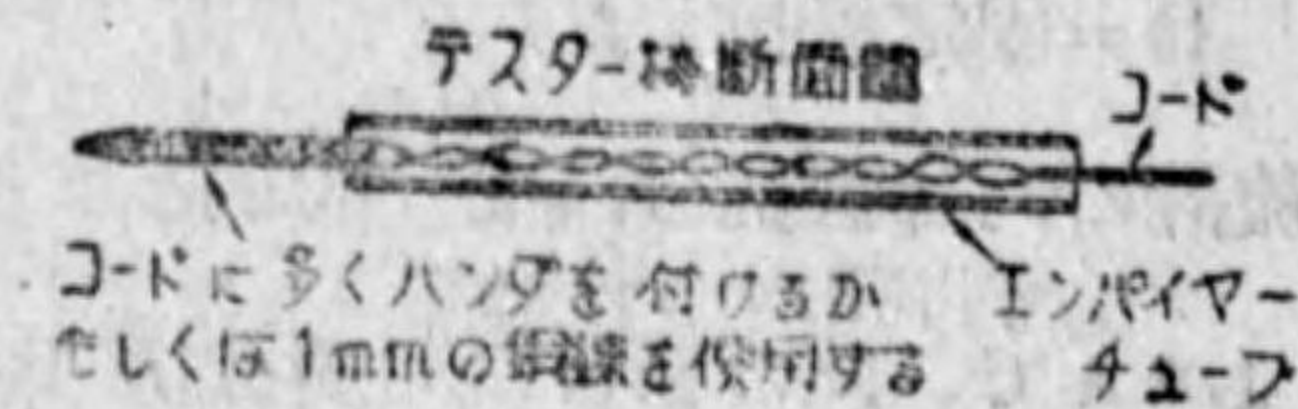 テスター棒断面圖
コード
コードに多くハンダを付けるか
もしくは1mmの銅線を使用する
エンパイヤー
チューブ